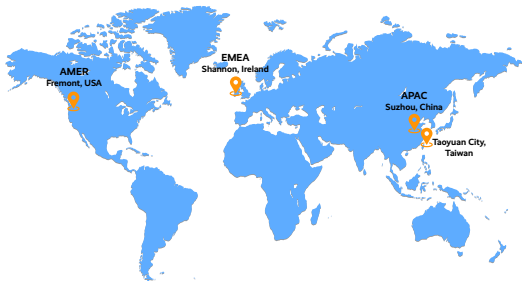 AMER
Fremont, USA
EMEA
Shannon, Ireland
APAC
Suzhou, China
Taoyuan City,
Taiwan